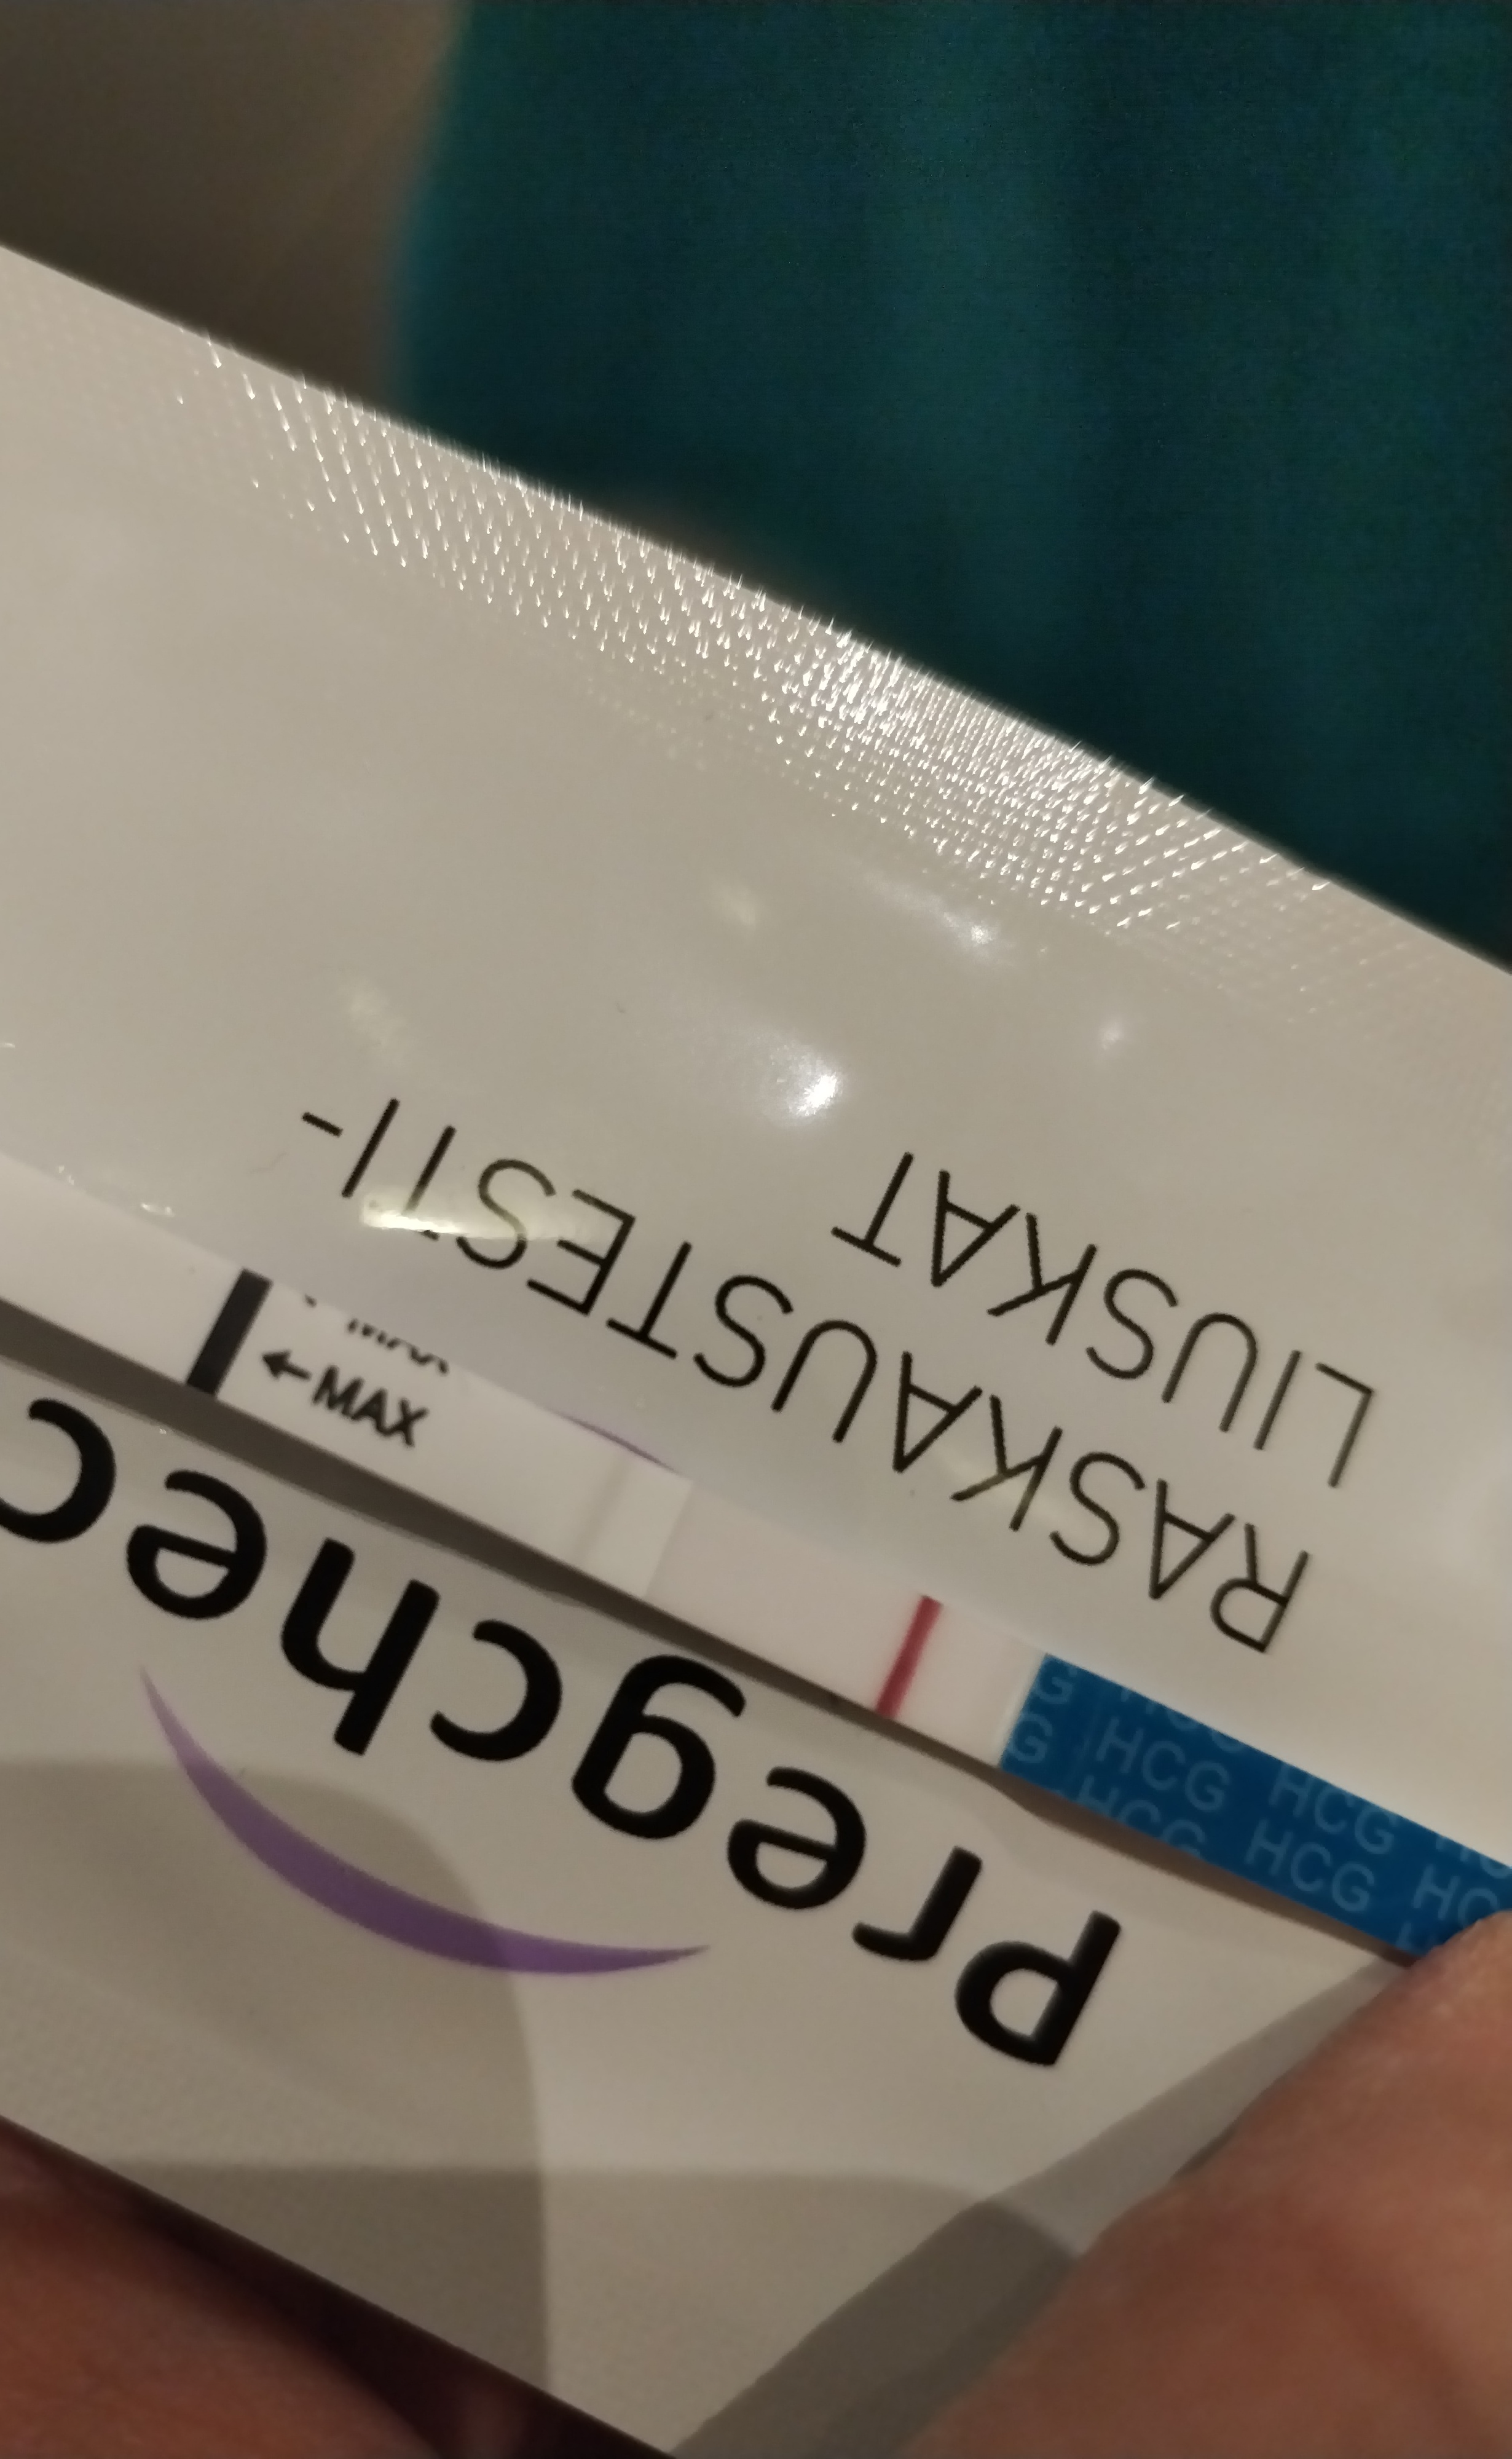 Pregchec
RASKAUSTESTI-
LIUSKAT
←MAX
HCG HCG
HCG HCG